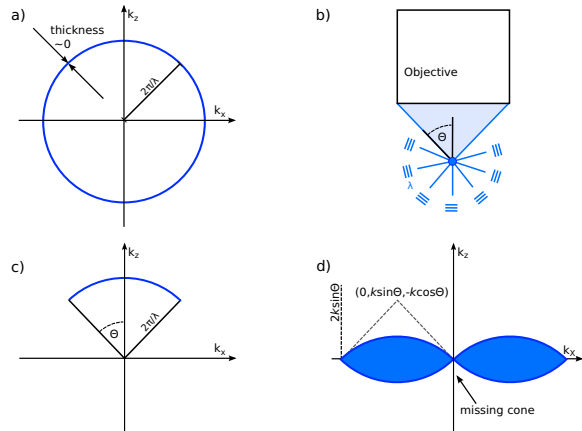 a)
thickness
~0
k_z
2π/λ
k_x
b)
Objective
Θ
λ
c)
k_z
Θ
2π/λ
k_x
d)
k_z
(0,ksinΘ,-kcosΘ)
2ksinΘ
k_x
missing cone